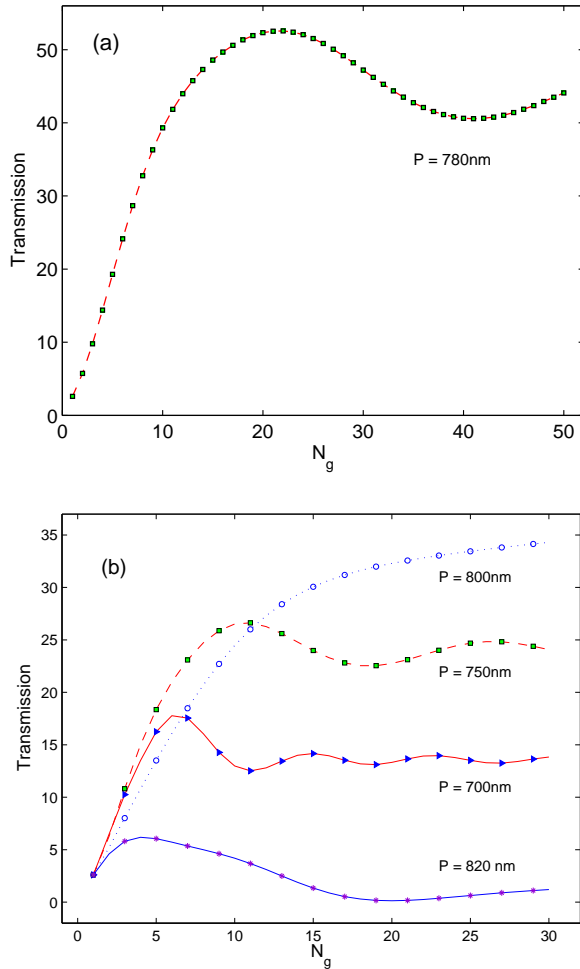 (a)
50
40
30
20
10
0
Transmission
P = 780nm
0 10 20 30 40 50
N_g
(b)
35
30
25
20
15
10
5
0
Transmission
P = 800nm
P = 750nm
P = 700nm
P = 820 nm
0 5 10 15 20 25 30
N_g